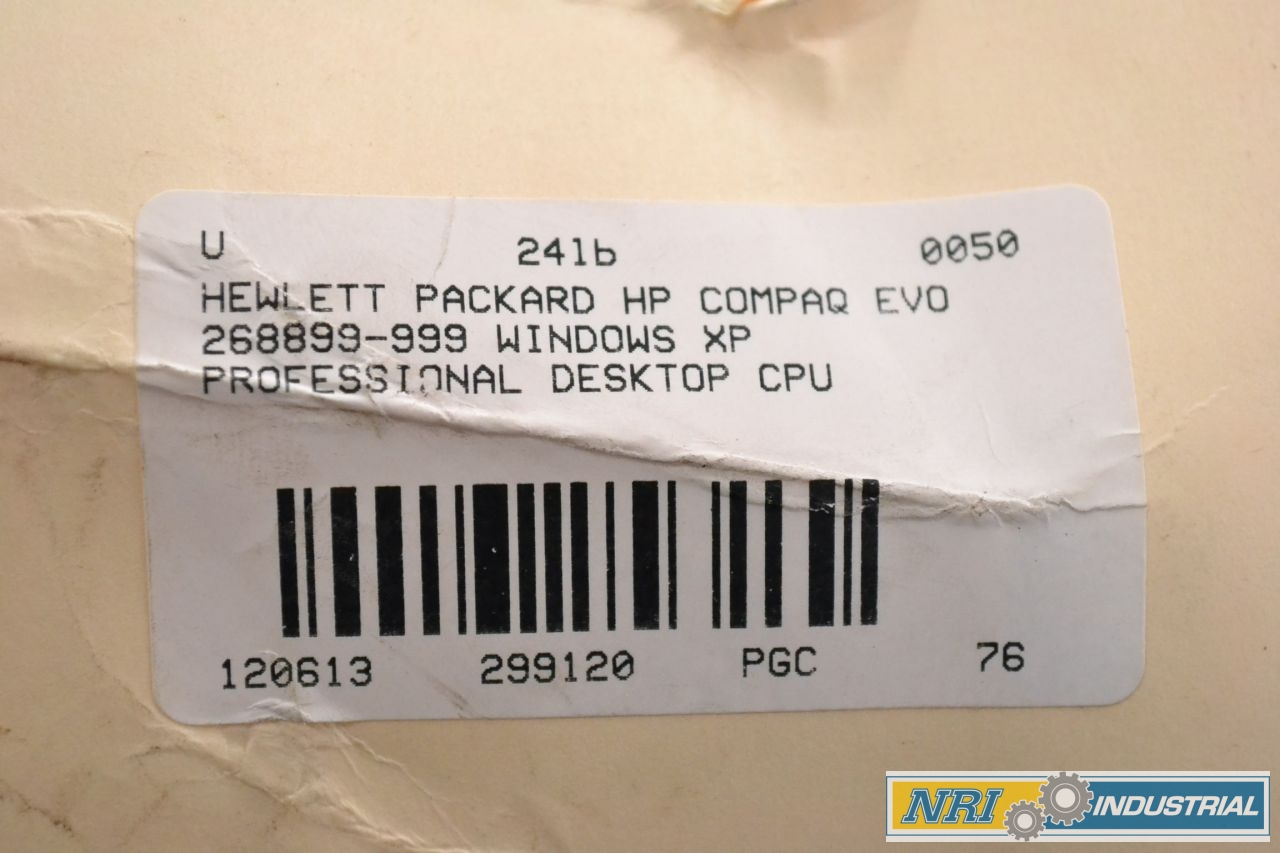 U 241b 0050
HEWLETT PACKARD HP COMPAQ EVO
268899-999 WINDOWS XP
PROFESSIONAL DESKTOP CPU
120613 299120 PGC 76
NRI INDUSTRIAL